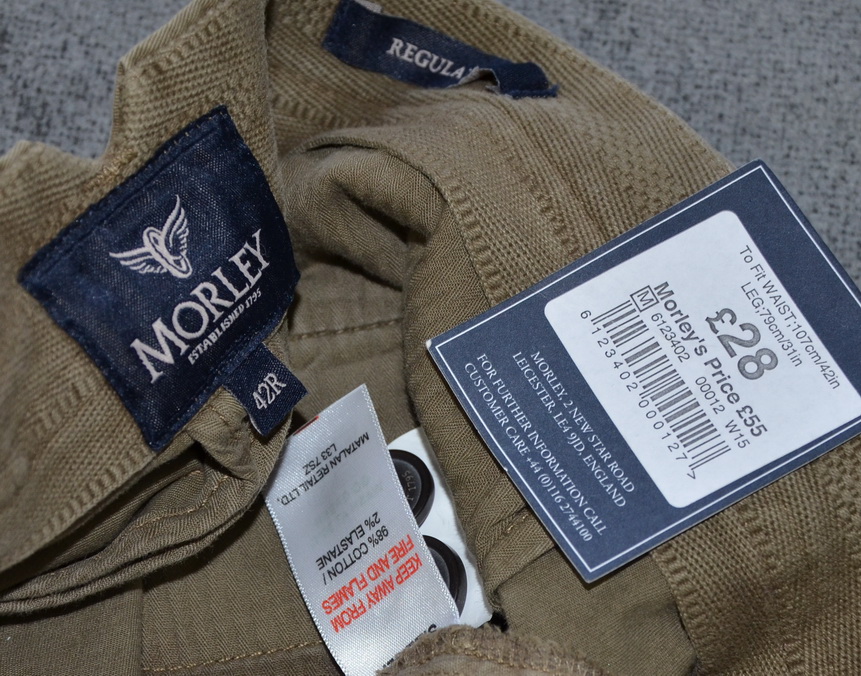 REGULA
MORLEY
ESTABLISHED 1795
42R
To Fit WAIST:107cm/42in
LEG:79cm/31in
£28
Morley's Price £55
M 6123402 00012 W15
6 123402 000127 >
MORLEY, 2 NEW STAR ROAD
LEICESTER, LE4 9JD, ENGLAND
FOR FURTHER INFORMATION CALL
CUSTOMER CARE +44 (0)116 2744100
KEEP AWAY FROM
FIRE AND FLAMES
98% COTTON /
2% ELASTANE
MATALAN RETAIL LTD,
L33 7SZ